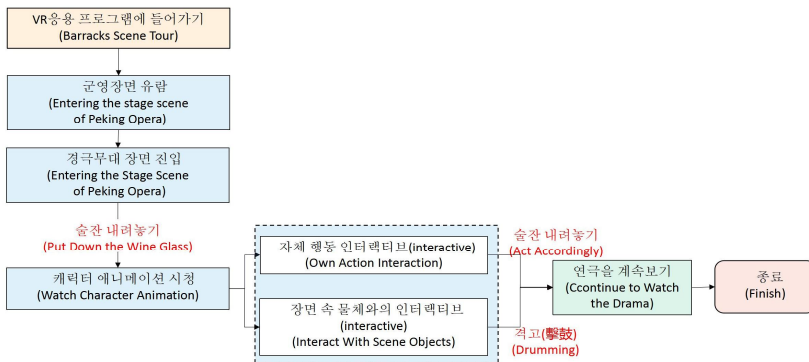 VR응용 프로그램에 들어가기
(Barracks Scene Tour)
군영장면 유람
(Entering the stage scene
of Peking Opera)
경극무대 장면 진입
(Entering the Stage Scene
of Peking Opera)
술잔 내려놓기
(Put Down the Wine Glass)
캐릭터 애니메이션 시청
(Watch Character Animation)
자체 행동 인터랙티브(interactive)
(Own Action Interaction)
장면 속 물체와의 인터랙티브
(interactive)
(Interact With Scene Objects)
술잔 내려놓기
(Act Accordingly)
격고(擊鼓)
(Drumming)
연극을 계속보기
(Ccontinue to Watch
the Drama)
종료
(Finish)